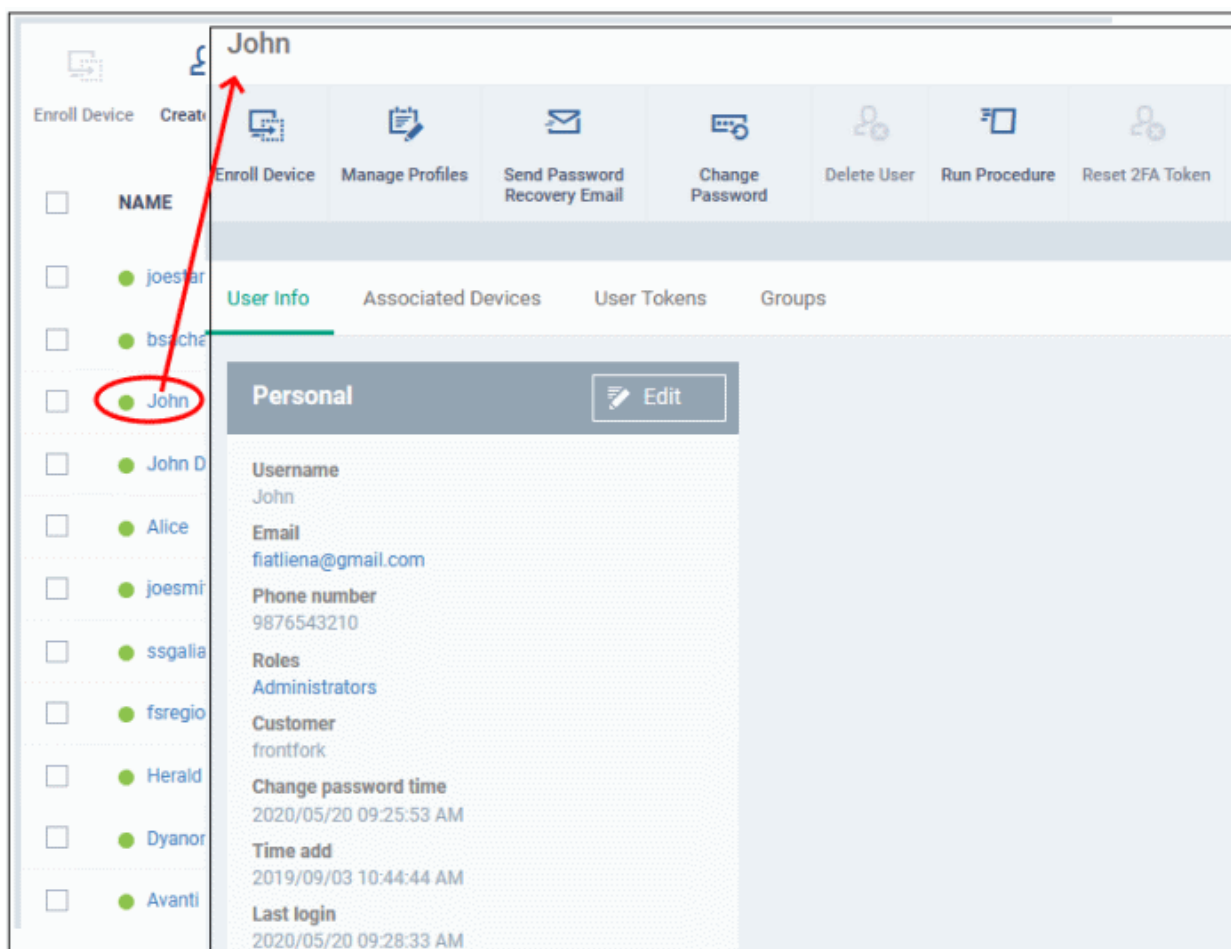 John
Enroll Device
Enroll Device
Manage Profiles
Send Password
Recovery Email
Change
Password
Delete User
Run Procedure
Reset 2FA Token
NAME
John
John D
Alice
Herald
Avanti
User Info
Associated Devices
User Tokens
Groups
Personal
Edit
Username
John
Email
fiatliena@gmail.com
Phone number
9876543210
Roles
Administrators
Customer
frontfork
Change password time
2020/05/20 09:25:53 AM
Time add
2019/09/03 10:44:44 AM
Last login
2020/05/20 09:28:33 AM